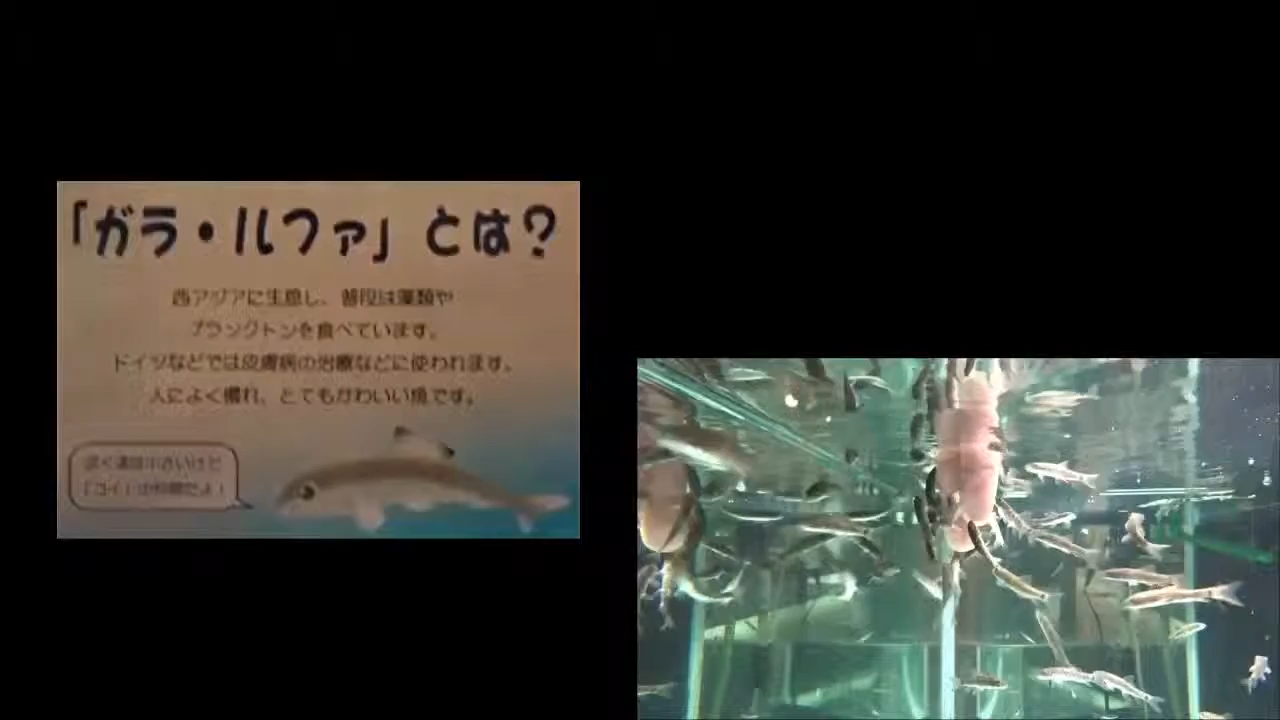 「ガラ・ルファ」とは？
西アジアに生息し、普段は藻類や
プランクトンを食べています。
ドイツなどでは皮膚病の治療などに使われます。
人によく慣れ、とてもかわいい魚です。
「コイ」の仲間だよ！